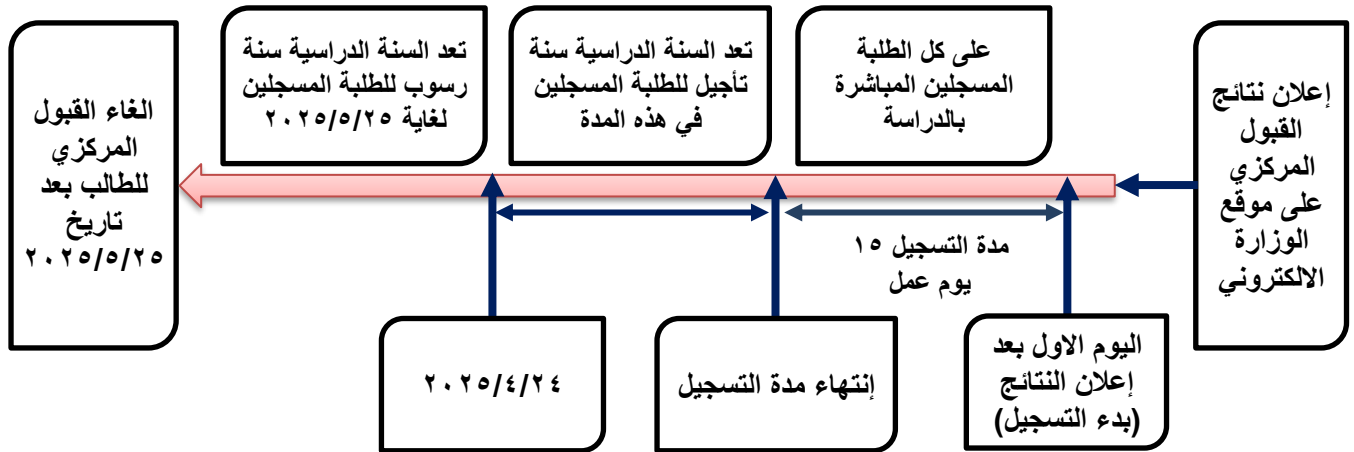 إعلان نتائج
القبول
المركزي
على موقع
الوزارة
الالكتروني
على كل الطلبة
المسجلين المباشرة
بالدراسة
تعد السنة الدراسية سنة
تأجيل للطلبة المسجلين
في هذه المدة
تعد السنة الدراسية سنة
رسوب للطلبة المسجلين
لغاية ٢٠٢٥/٥/٢٥
الغاء القبول
المركزي
للطالب بعد
تاريخ
٢٠٢٥/٥/٢٥
مدة التسجيل ١٥
يوم عمل
اليوم الاول بعد
إعلان النتائج
(بدء التسجيل)
إنتهاء مدة التسجيل
٢٠٢٥/٤/٢٤